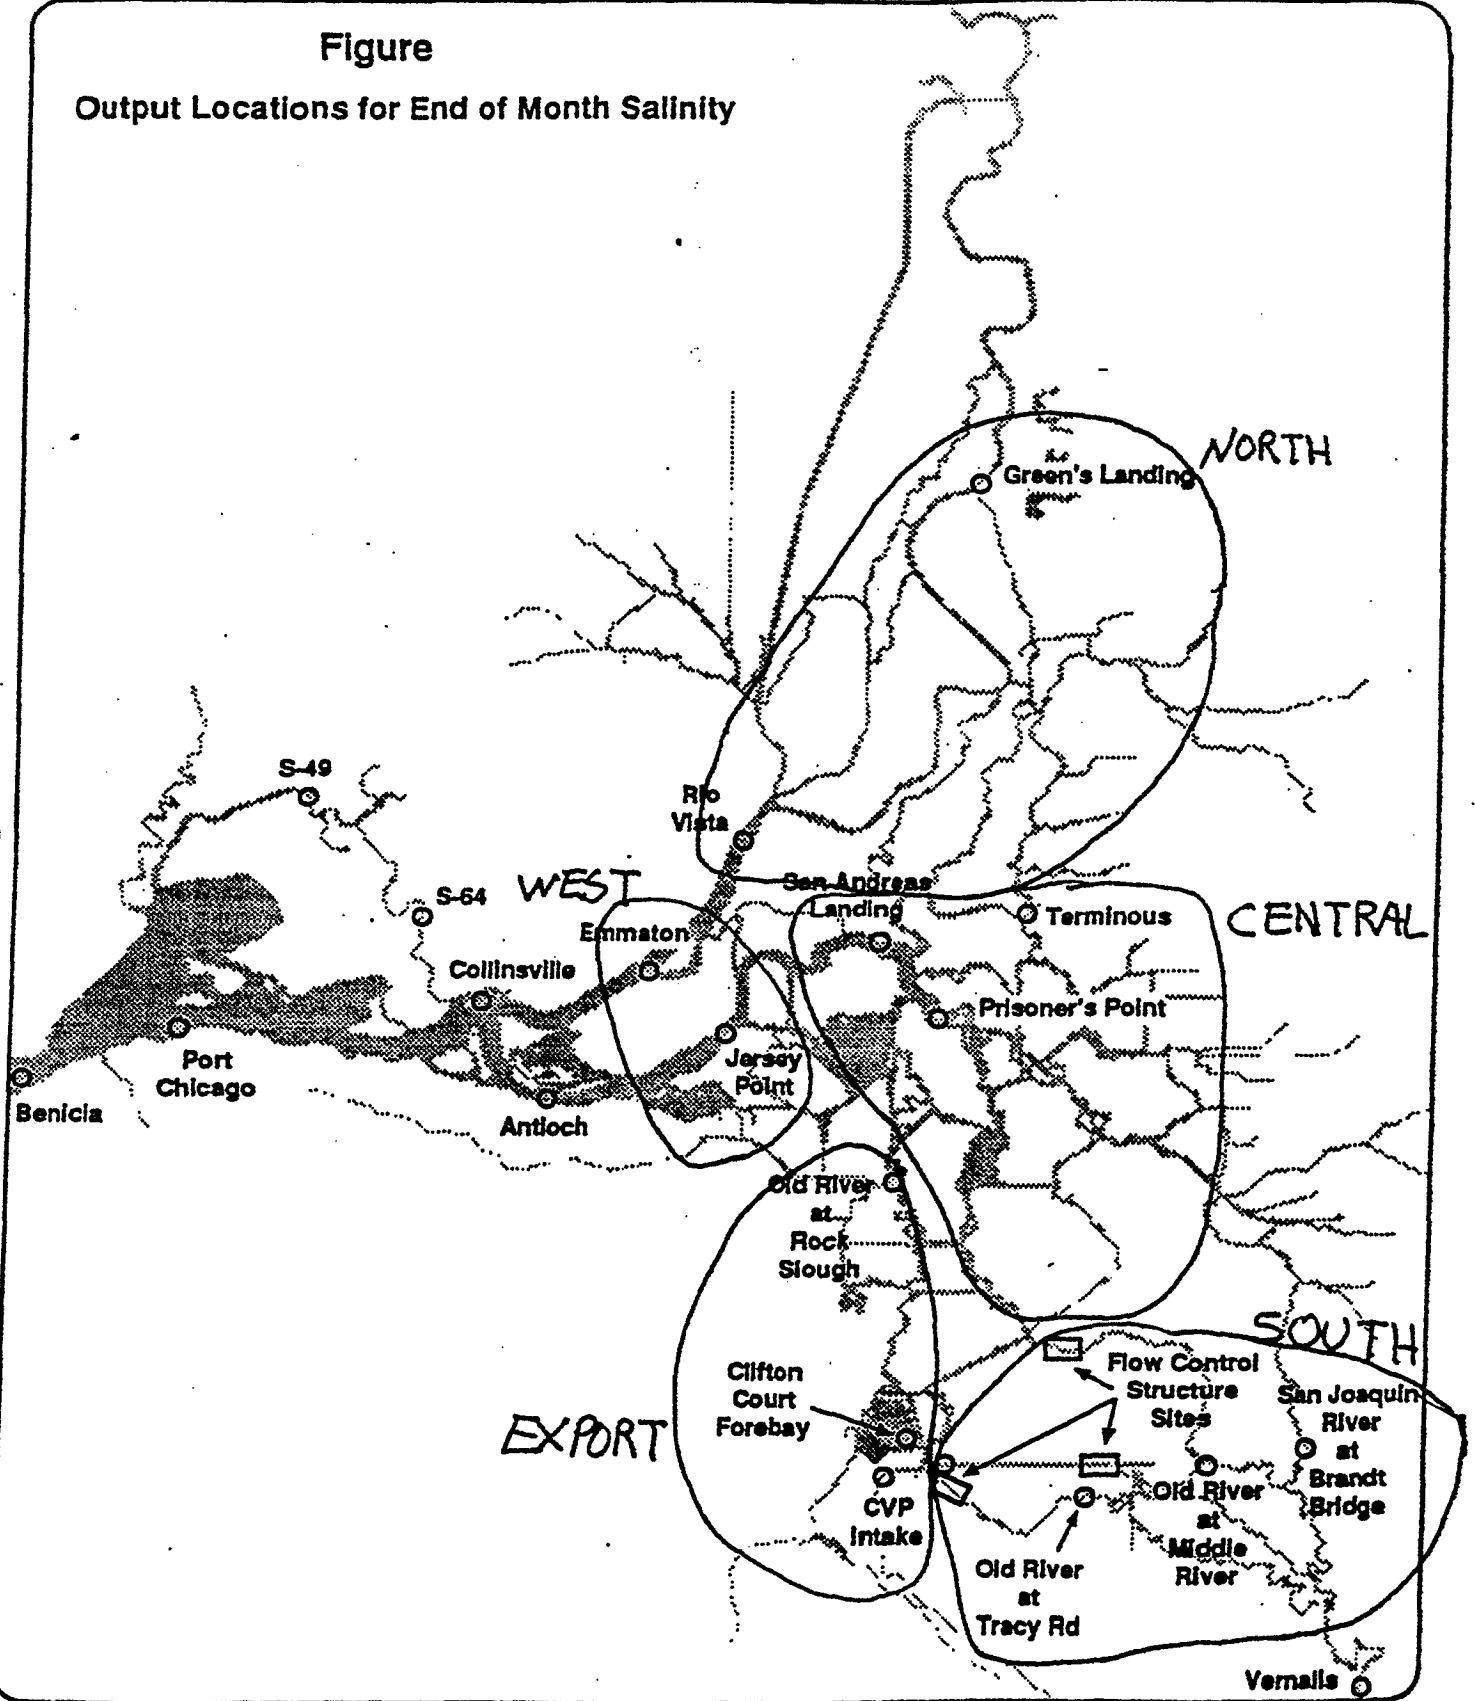 Figure
Output Locations for End of Month Salinity
NORTH
Green's Landing
S-49
Rio
Vista
WEST
San Andreas
Landing
S-64
Terminous
CENTRAL
Emmaton
Collinsville
Prisoner's Point
Port
Chicago
Jersey
Point
Benicia
Antioch
Old River
at
Rock
Slough
SOUTH
Flow Control
Structure
Sites
Clifton
Court
Forebay
San Joaquin
River
at
Brandt
Bridge
EXPORT
CVP
Intake
Old River
at
Middle
River
Old River
at
Tracy Rd
Vernalis